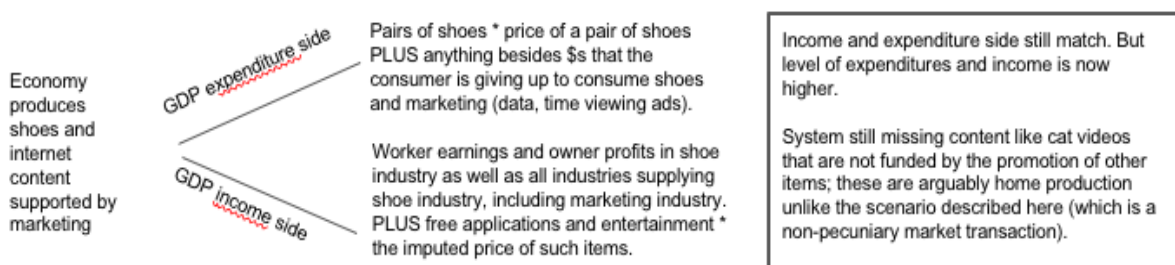 Economy
produces
shoes and
internet
content
supported by
marketing
GDP expenditure side
Pairs of shoes * price of a pair of shoes
PLUS anything besides $s that the
consumer is giving up to consume shoes
and marketing (data, time viewing ads).
GDP income side
Worker earnings and owner profits in shoe
industry as well as all industries supplying
shoe industry, including marketing industry.
PLUS free applications and entertainment *
the imputed price of such items.
Income and expenditure side still match. But
level of expenditures and income is now
higher.
System still missing content like cat videos
that are not funded by the promotion of other
items; these are arguably home production
unlike the scenario described here (which is a
non-pecuniary market transaction).